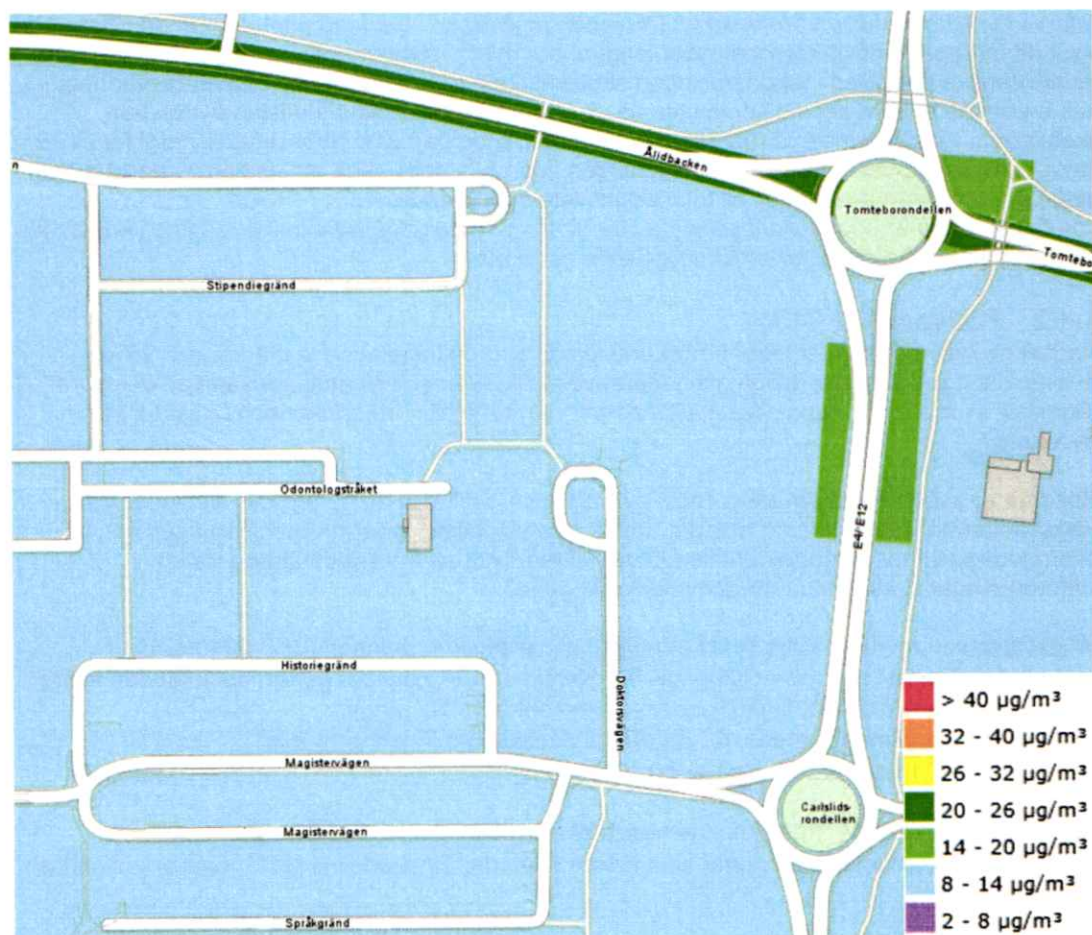 n
Ålidbacken
Tomteborondellen
Tomtebo
Stipendiegränd
Odontologstråket
E4/ E12
Historiegränd
Doktorsvägen
Magistervägen
Carlslids-
rondellen
Magistervägen
Språkgränd
> 40 µg/m³
32 - 40 µg/m³
26 - 32 µg/m³
20 - 26 µg/m³
14 - 20 µg/m³
8 - 14 µg/m³
2 - 8 µg/m³